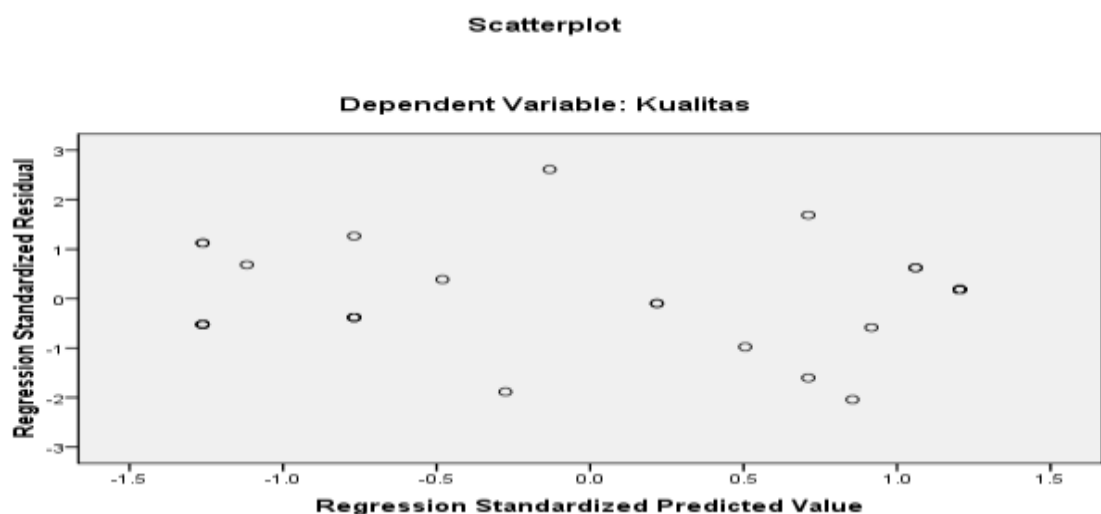 Scatterplot
Dependent Variable: Kualitas
Regression Standardized Residual
3
2
1
0
-1
-2
-3
-1.5 -1.0 -0.5 0.0 0.5 1.0 1.5
Regression Standardized Predicted Value